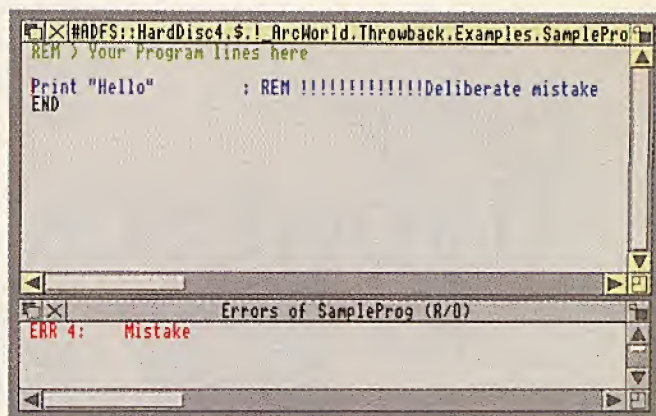 #ADFS::HardDisc4.$.!_ArcWorld.Throwback.Examples.SamplePro
REM > Your Program lines here
Print "Hello" : REM !!!!!!!!!!!!!!Deliberate mistake
END
Errors of SampleProg (R/O)
ERR 4: Mistake